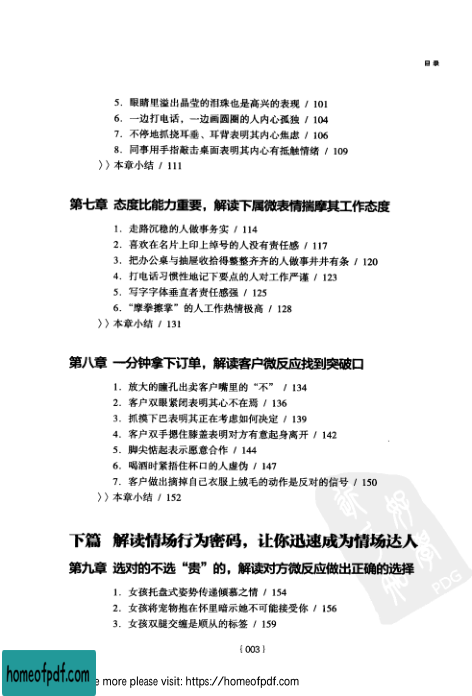 目 录
5. 眼睛里溢出晶莹的泪珠也是高兴的表现 / 101
6. 一边打电话，一边画圆圈的人内心孤独 / 104
7. 不停地抓挠耳垂、耳背表明其内心焦虑 / 106
8. 同事用手指敲击桌面表明其内心有抵触情绪 / 109
〉〉本章小结 / 111
第七章 态度比能力重要，解读下属微表情揣摩其工作态度
1. 走路沉稳的人做事务实 / 114
2. 喜欢在名片上印上绰号的人没有责任感 / 117
3. 把办公桌与抽屉收拾得整整齐齐的人做事井井有条 / 120
4. 打电话习惯性地记下要点的人对工作严谨 / 123
5. 写字字体垂直者责任感强 / 125
6. “摩拳擦掌”的人工作热情极高 / 128
〉〉本章小结 / 131
第八章 一分钟拿下订单，解读客户微反应找到突破口
1. 放大的瞳孔出卖客户嘴里的“不” / 134
2. 客户双眼紧闭表明其心不在焉 / 136
3. 抓摸下巴表明其正在考虑如何决定 / 139
4. 客户双手摁住膝盖表明对方有意起身离开 / 142
5. 脚尖惦起表示愿意合作 / 144
6. 喝酒时紧捂住杯口的人虚伪 / 147
7. 客户做出摘掉自己衣服上绒毛的动作是反对的信号 / 150
〉〉本章小结 / 152
下篇 解读情场行为密码，让你迅速成为情场达人
第九章 选对的不选“贵”的，解读对方微反应做出正确的选择
1. 女孩托盘式姿势传递倾慕之情 / 154
2. 女孩将宠物抱在怀里暗示她不可能接受你 / 156
3. 女孩双腿交缠是顺从的标签 / 159
PDG
( 003 )
homeofpdf.com
e more please visit: https://homeofpdf.com